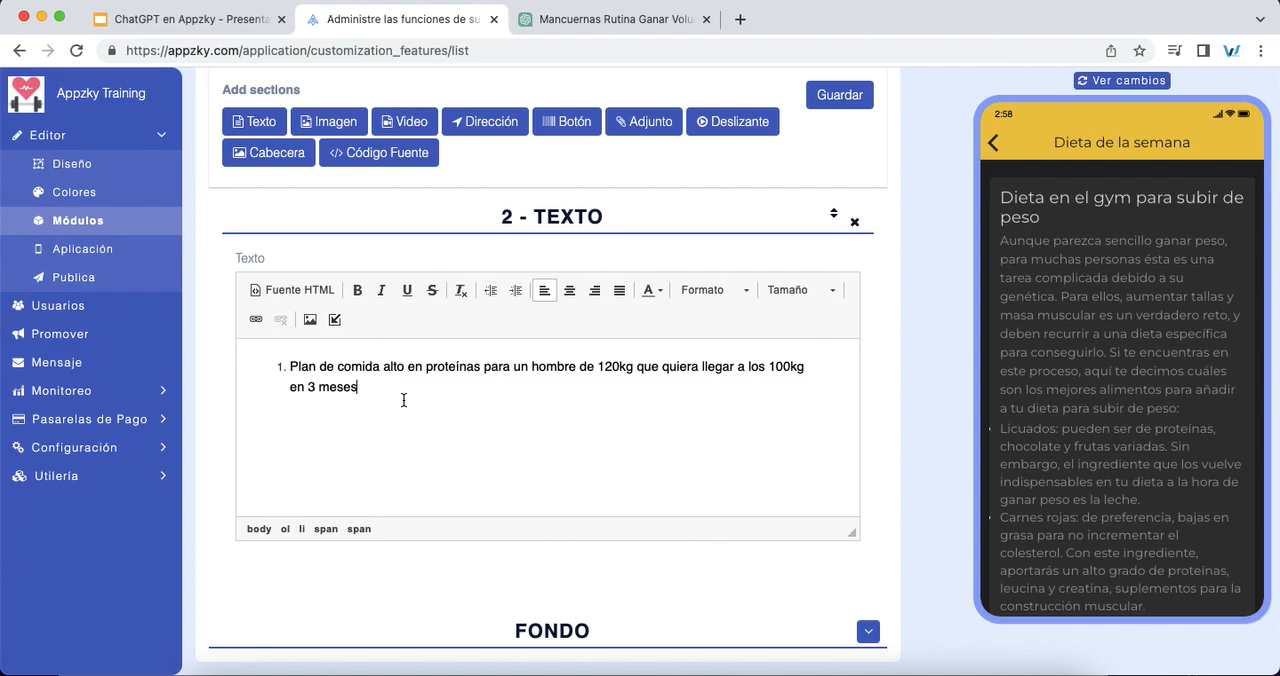 ChatGPT en Appzky - Presenta
Administre las funciones de su
Mancuernas Rutina Ganar Volu
https://appzky.com/application/customization_features/list
Appzky Training
Editor
Diseño
Colores
Módulos
Aplicación
Publica
Usuarios
Promover
Mensaje
Monitoreo
Pasarelas de Pago
Configuración
Utilería
Add sections
Guardar
Texto
Imagen
Video
Dirección
Botón
Adjunto
Deslizante
Cabecera
</> Código Fuente
2 - TEXTO
Texto
Fuente HTML
B I U S Ix A Formato Tamaño
1. Plan de comida alto en proteínas para un hombre de 120kg que quiera llegar a los 100kg
en 3 meses
body ol li span span
FONDO
Ver cambios
2:58
Dieta de la semana
Dieta en el gym para subir de
peso
Aunque parezca sencillo ganar peso,
para muchas personas ésta es una
tarea complicada debido a su
genética. Para ellos, aumentar tallas y
masa muscular es un verdadero reto, y
deben recurrir a una dieta específica
para conseguirlo. Si te encuentras en
este proceso, aquí te decimos cuáles
son los mejores alimentos para añadir
a tu dieta para subir de peso:
Licuados: pueden ser de proteínas,
chocolate y frutas variadas. Sin
embargo, el ingrediente que los vuelve
indispensables en tu dieta a la hora de
ganar peso es la leche.
Carnes rojas: de preferencia, bajas en
grasa para no incrementar el
colesterol. Con este ingrediente,
aportarás un alto grado de proteínas,
leucina y creatina, suplementos para la
construcción muscular.